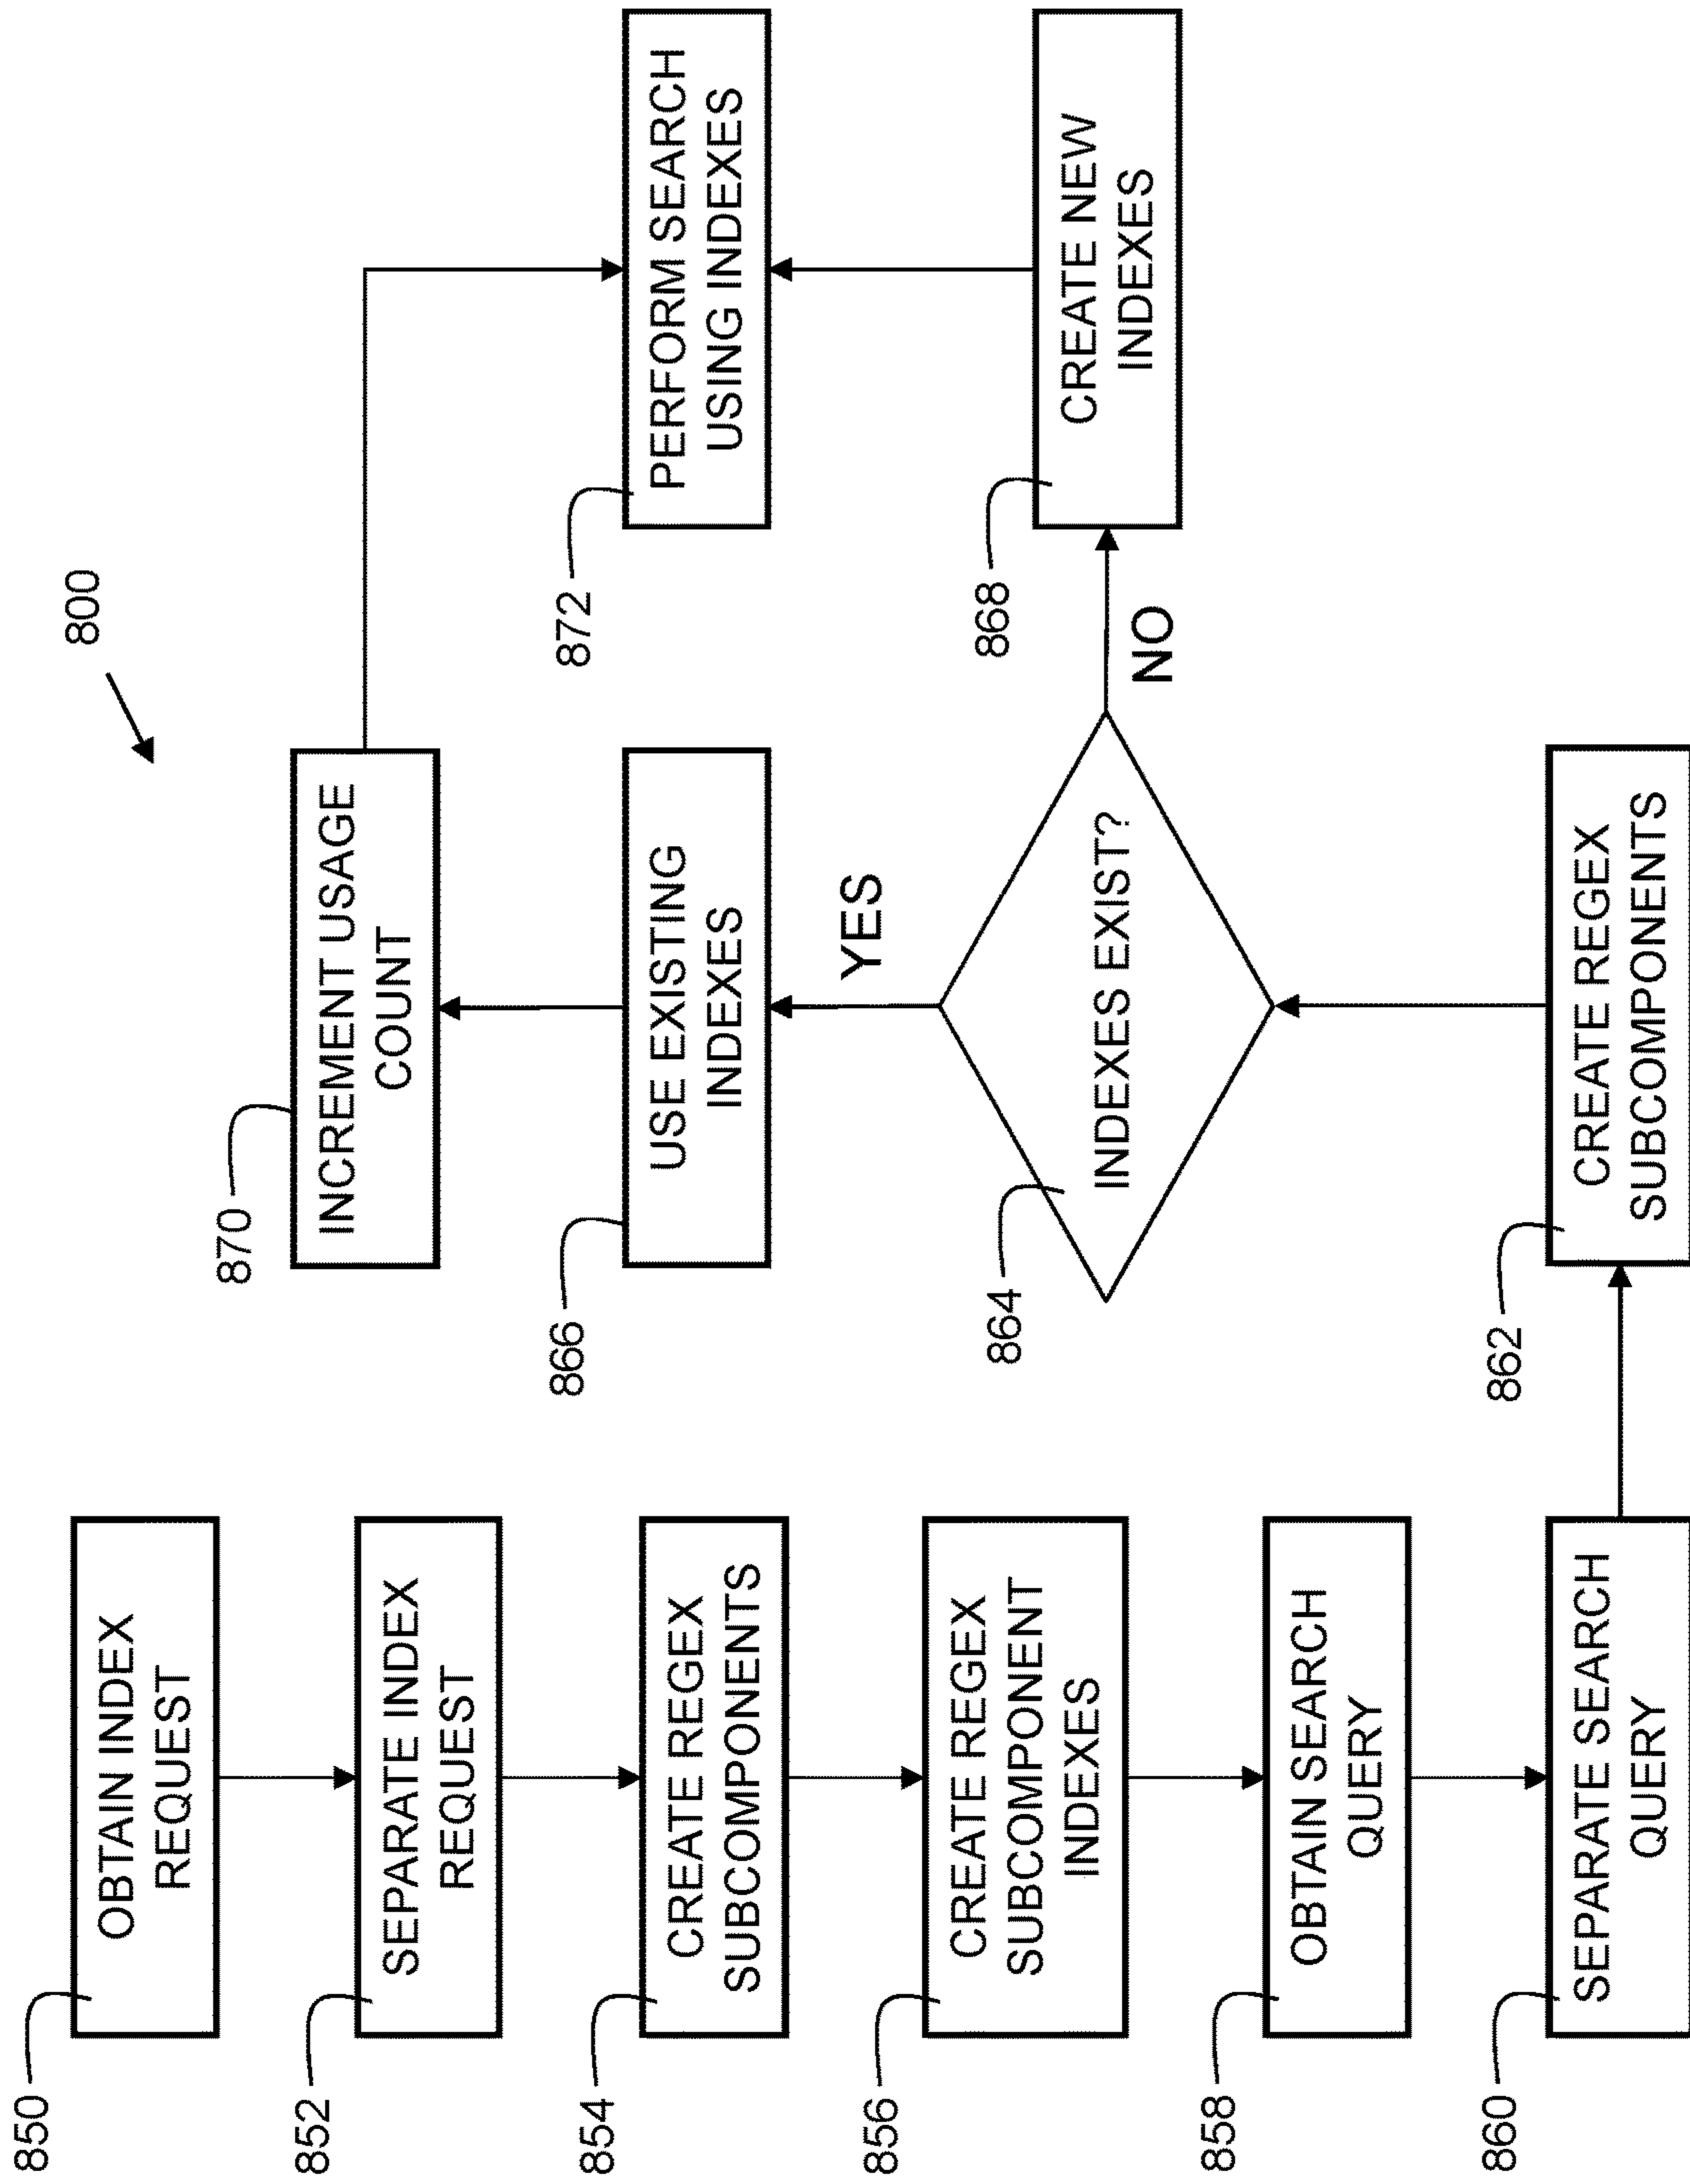 800
850
OBTAIN INDEX
REQUEST
852
SEPARATE INDEX
REQUEST
854
CREATE REGEX
SUBCOMPONENTS
856
CREATE REGEX
SUBCOMPONENT
INDEXES
858
OBTAIN SEARCH
QUERY
860
SEPARATE SEARCH
QUERY
862
CREATE REGEX
SUBCOMPONENTS
864
INDEXES EXIST?
YES
NO
866
USE EXISTING
INDEXES
868
CREATE NEW
INDEXES
870
INCREMENT USAGE
COUNT
872
PERFORM SEARCH
USING INDEXES